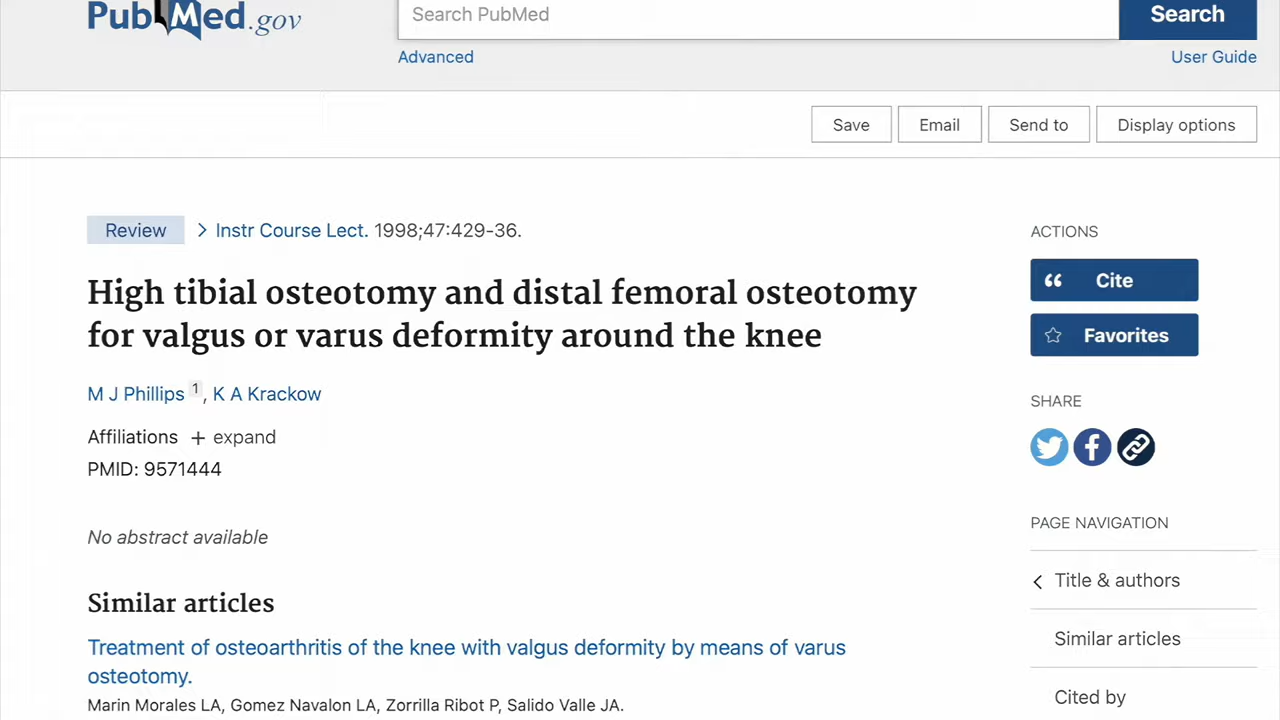 PubMed.gov
Search PubMed
Search
Advanced
User Guide
Save
Email
Send to
Display options
Review
Instr Course Lect. 1998;47:429-36.
High tibial osteotomy and distal femoral osteotomy
for valgus or varus deformity around the knee
M J Phillips 1, K A Krackow
Affiliations + expand
PMID: 9571444
No abstract available
Similar articles
Treatment of osteoarthritis of the knee with valgus deformity by means of varus
osteotomy.
Marin Morales LA, Gomez Navalon LA, Zorrilla Ribot P, Salido Valle JA.
ACTIONS
Cite
Favorites
SHARE
PAGE NAVIGATION
Title & authors
Similar articles
Cited by